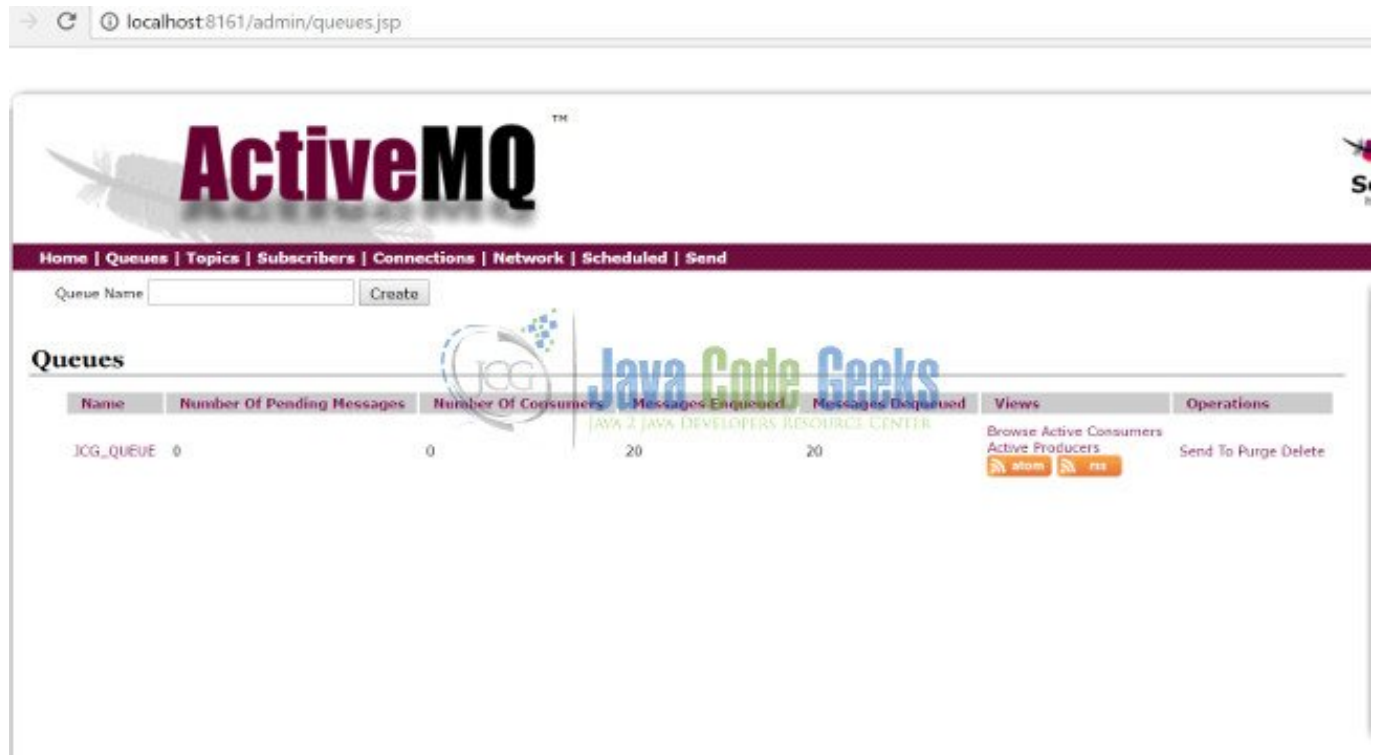 localhost:8161/admin/queues.jsp
ActiveMQ ™
Home | Queues | Topics | Subscribers | Connections | Network | Scheduled | Send
Queue Name Create
JCG Java Code Geeks
JAVA 2 JAVA DEVELOPERS RESOURCE CENTER
Queues
Name Number Of Pending Messages Number Of Consumers Messages Enqueued Messages Dequeued Views Operations
Browse Active Consumers
JCG_QUEUE 0 0 20 20 Active Producers Send To Purge Delete
atom rss